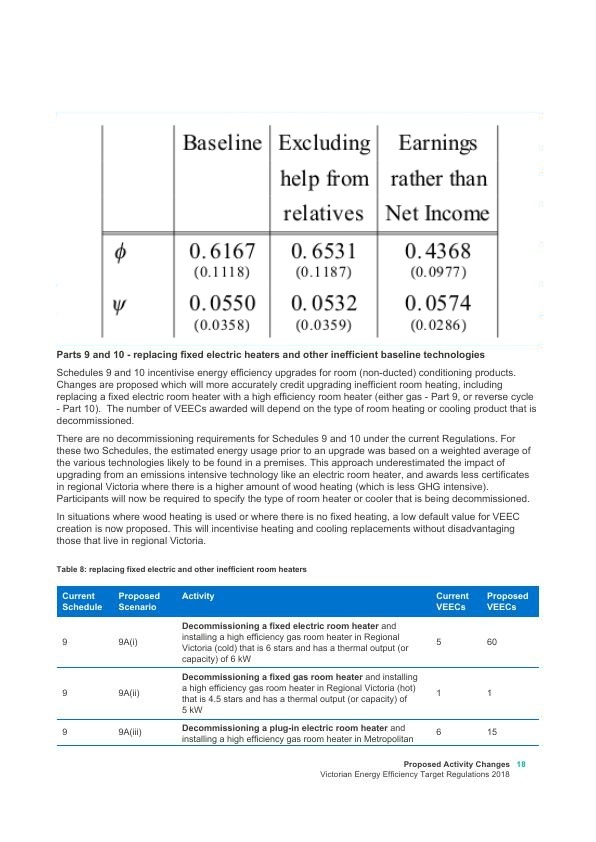 Baseline Excluding Earnings
help from rather than
relatives Net Income
ϕ 0.6167 0.6531 0.4368
(0.1118) (0.1187) (0.0977)
ψ 0.0550 0.0532 0.0574
(0.0358) (0.0359) (0.0286)
Parts 9 and 10 - replacing fixed electric heaters and other inefficient baseline technologies
Schedules 9 and 10 incentivise energy efficiency upgrades for room (non-ducted) conditioning products.
Changes are proposed which will more accurately credit upgrading inefficient room heating, including
replacing a fixed electric room heater with a high efficiency room heater (either gas - Part 9, or reverse cycle
- Part 10). The number of VEECs awarded will depend on the type of room heating or cooling product that is
decommissioned.
There are no decommissioning requirements for Schedules 9 and 10 under the current Regulations. For
these two Schedules, the estimated energy usage prior to an upgrade was based on a weighted average of
the various technologies likely to be found in a premises. This approach underestimated the impact of
upgrading from an emissions intensive technology like an electric room heater, and awards less certificates
in regional Victoria where there is a higher amount of wood heating (which is less GHG intensive).
Participants will now be required to specify the type of room heater or cooler that is being decommissioned.
In situations where wood heating is used or where there is no fixed heating, a low default value for VEEC
creation is now proposed. This will incentivise heating and cooling replacements without disadvantaging
those that live in regional Victoria.
Table 8: replacing fixed electric and other inefficient room heaters
Current Proposed Activity Current Proposed
Schedule Scenario VEECs VEECs
Decommissioning a fixed electric room heater and
installing a high efficiency gas room heater in Regional
9 9A(i) 5 60
Victoria (cold) that is 6 stars and has a thermal output (or
capacity) of 6 kW
Decommissioning a fixed gas room heater and installing
a high efficiency gas room heater in Regional Victoria (hot)
9 9A(ii) 1 1
that is 4.5 stars and has a thermal output (or capacity) of
5 kW
Decommissioning a plug-in electric room heater and
9 9A(iii) 6 15
installing a high efficiency gas room heater in Metropolitan
Proposed Activity Changes 18
Victorian Energy Efficiency Target Regulations 2018